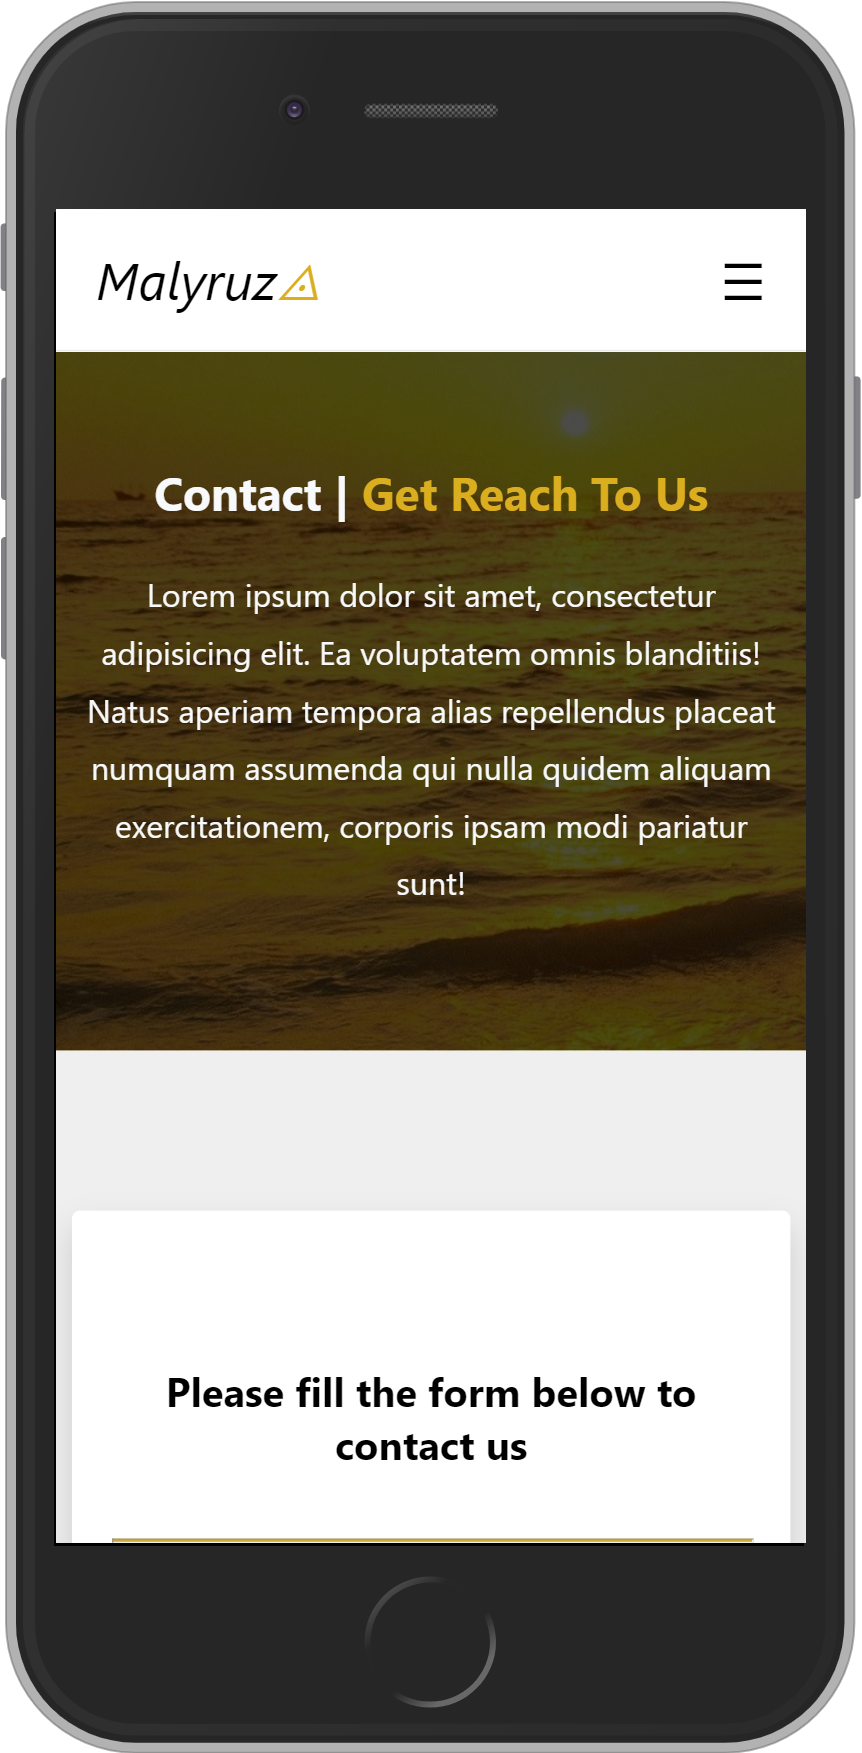 Malyruz
Contact | Get Reach To Us
Lorem ipsum dolor sit amet, consectetur
adipisicing elit. Ea voluptatem omnis blanditiis!
Natus aperiam tempora alias repellendus placeat
numquam assumenda qui nulla quidem aliquam
exercitationem, corporis ipsam modi pariatur
sunt!
Please fill the form below to
contact us